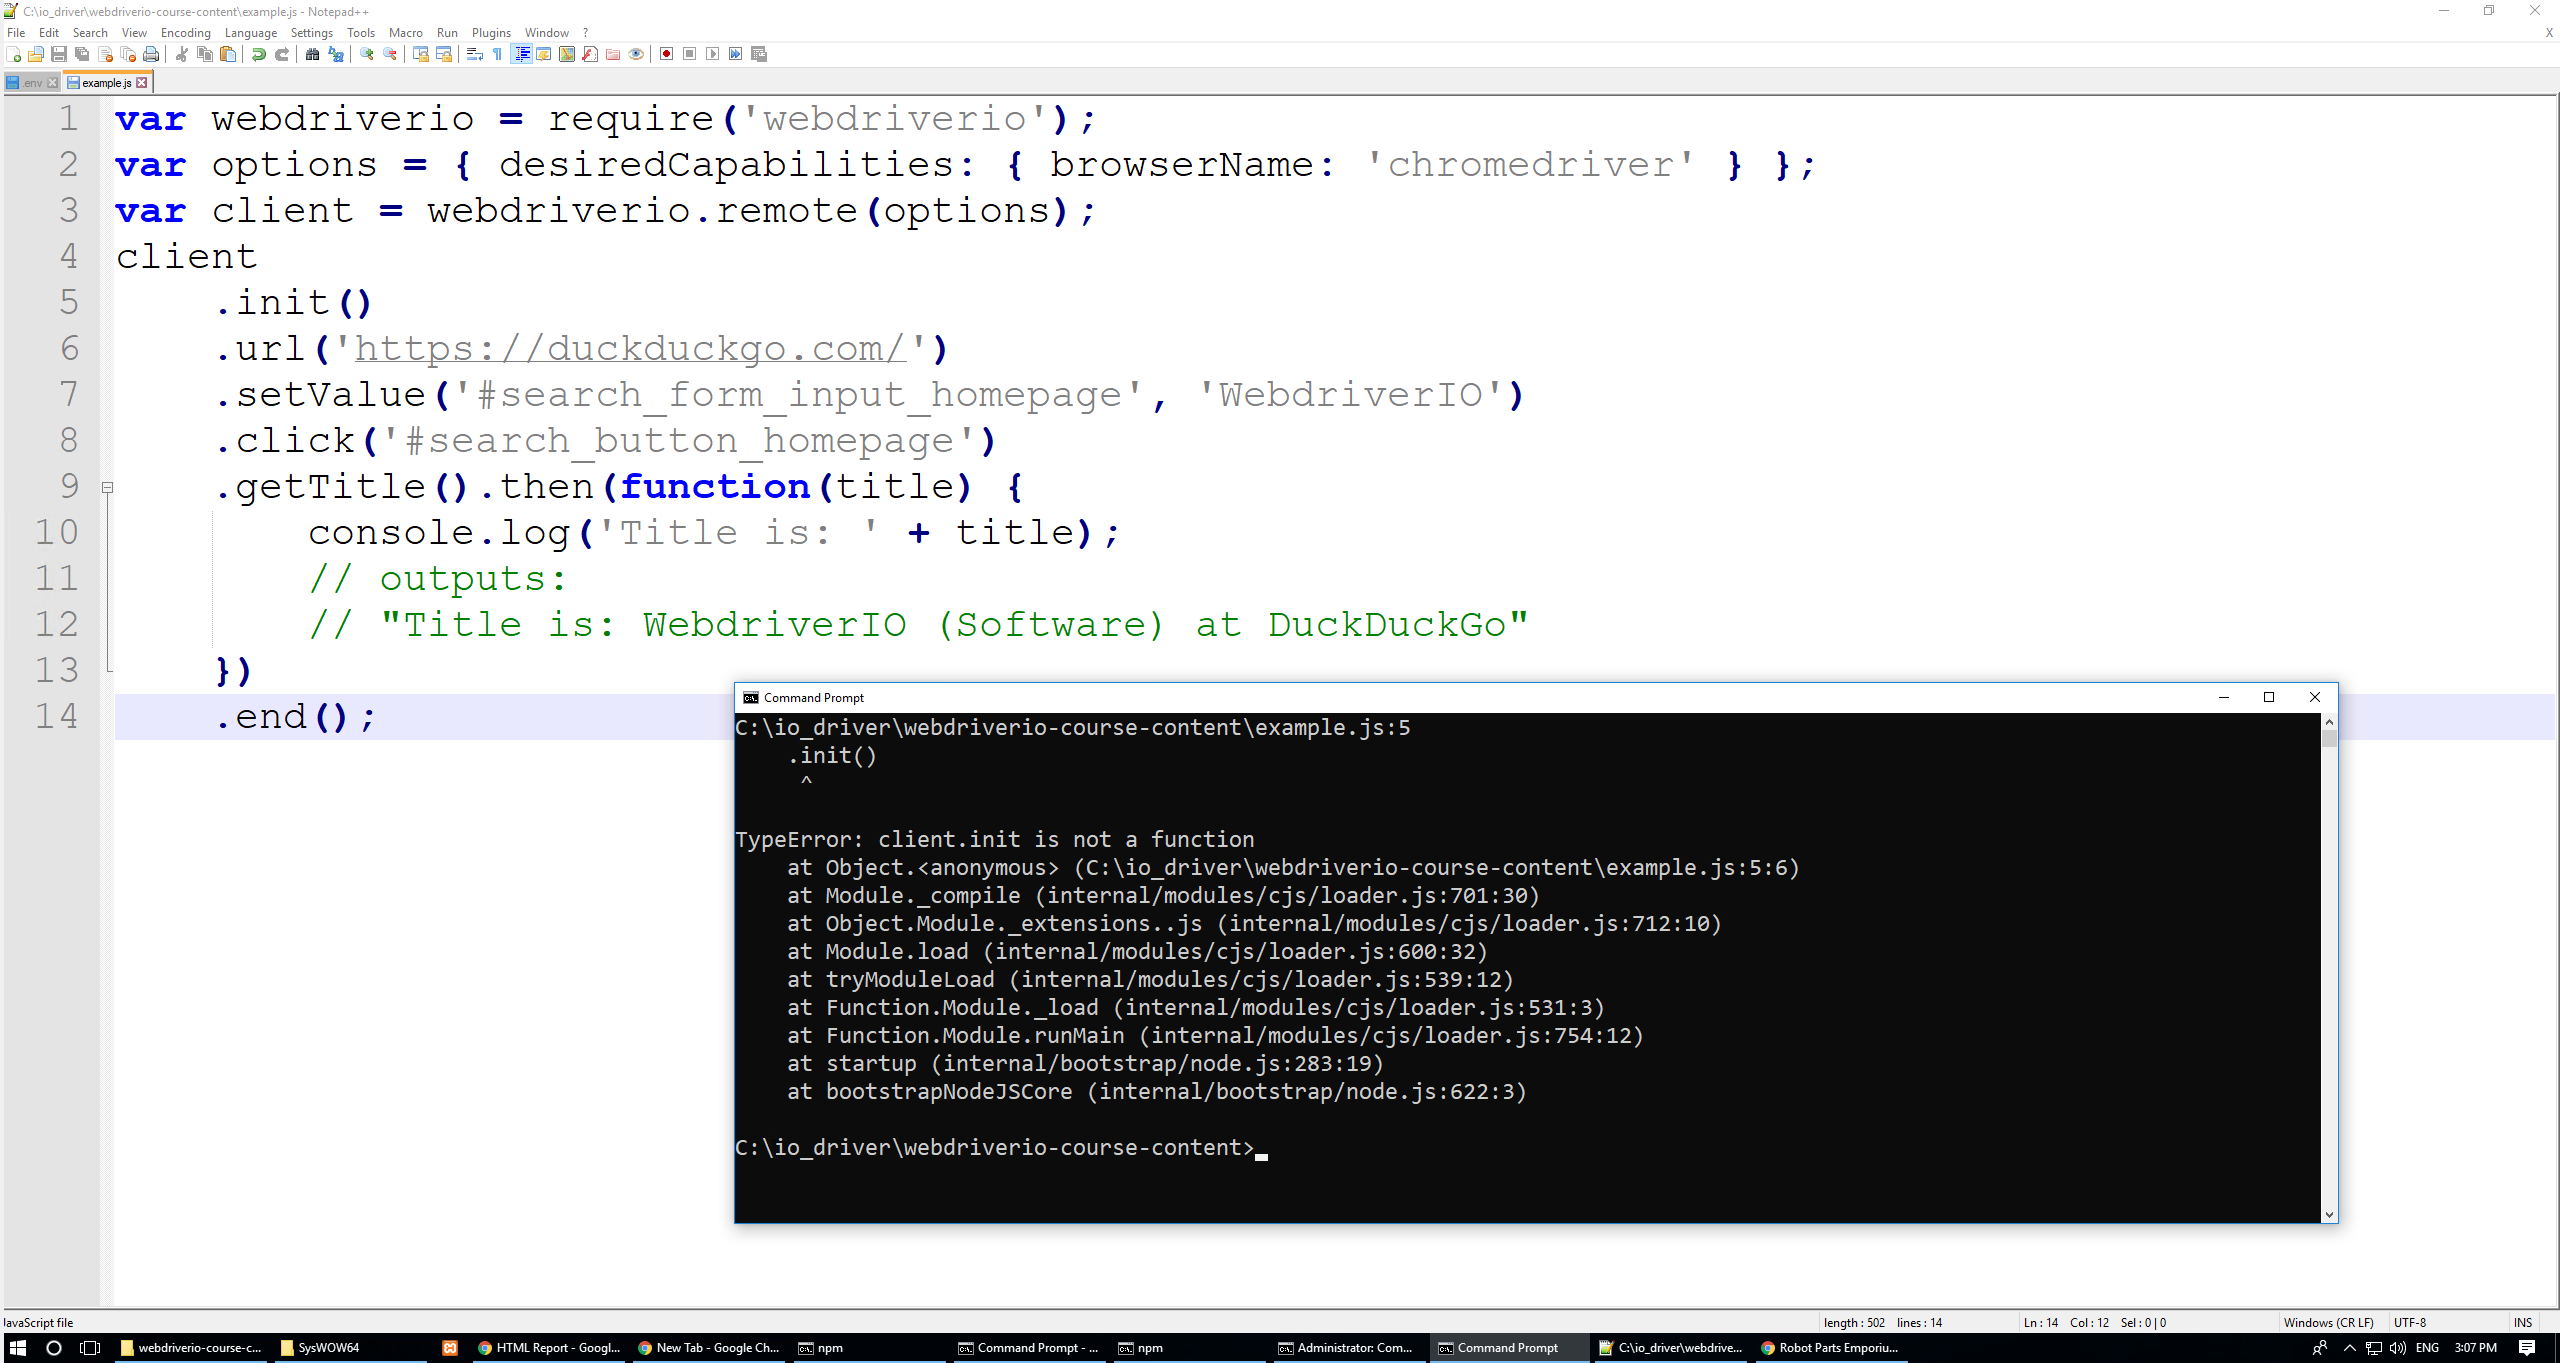 C:\io_driver\webdriverio-course-content\example.js - Notepad++
File Edit Search View Encoding Language Settings Tools Macro Run Plugins Window ?
X
.env
example.js
1 var webdriverio = require('webdriverio');
2 var options = { desiredCapabilities: { browserName: 'chromedriver' } };
3 var client = webdriverio.remote(options);
4 client
5 .init()
6 .url('https://duckduckgo.com/')
7 .setValue('#search_form_input_homepage', 'WebdriverIO')
8 .click('#search_button_homepage')
9 .getTitle().then(function(title) {
10 console.log('Title is: ' + title);
11 // outputs:
12 // "Title is: WebdriverIO (Software) at DuckDuckGo"
13 })
14 .end();
Command Prompt
C:\io_driver\webdriverio-course-content\example.js:5
.init()
^
TypeError: client.init is not a function
at Object.<anonymous> (C:\io_driver\webdriverio-course-content\example.js:5:6)
at Module._compile (internal/modules/cjs/loader.js:701:30)
at Object.Module._extensions..js (internal/modules/cjs/loader.js:712:10)
at Module.load (internal/modules/cjs/loader.js:600:32)
at tryModuleLoad (internal/modules/cjs/loader.js:539:12)
at Function.Module._load (internal/modules/cjs/loader.js:531:3)
at Function.Module.runMain (internal/modules/cjs/loader.js:754:12)
at startup (internal/bootstrap/node.js:283:19)
at bootstrapNodeJSCore (internal/bootstrap/node.js:622:3)
C:\io_driver\webdriverio-course-content>
JavaScript file length : 502 lines : 14 Ln : 14 Col : 12 Sel : 0 | 0 Windows (CR LF) UTF-8 INS
webdriverio-course-c... SysWOW64 HTML Report - Googl... New Tab - Google Ch... npm Command Prompt - ... npm Administrator: Com... Command Prompt C:\io_driver\webdrive... Robot Parts Emporiu... ENG 3:07 PM